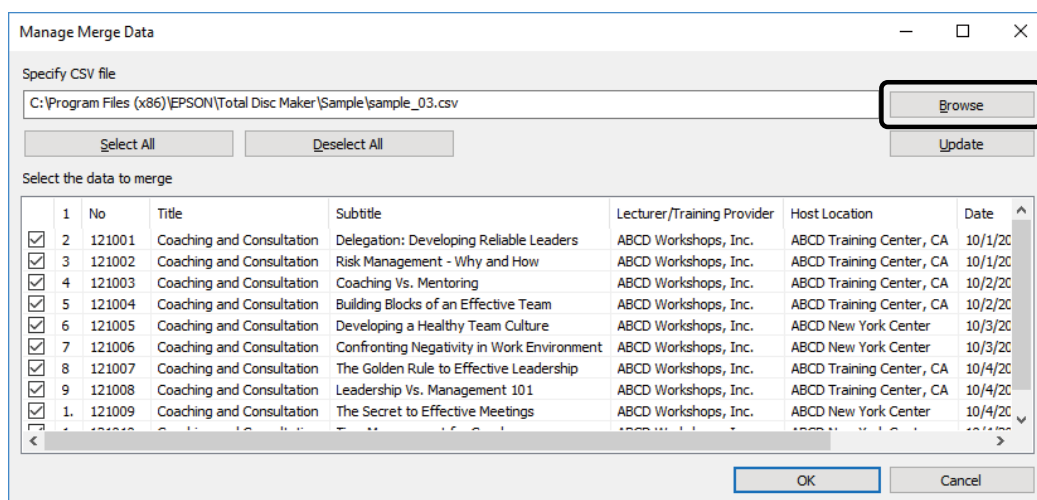 Manage Merge Data
Specify CSV file
C:\Program Files (x86)\EPSON\Total Disc Maker\Sample\sample_03.csv Browse
Select All Deselect All Update
Select the data to merge
1 No Title Subtitle Lecturer/Training Provider Host Location Date
2 121001 Coaching and Consultation Delegation: Developing Reliable Leaders ABCD Workshops, Inc. ABCD Training Center, CA 10/1/20
3 121002 Coaching and Consultation Risk Management - Why and How ABCD Workshops, Inc. ABCD Training Center, CA 10/1/20
4 121003 Coaching and Consultation Coaching Vs. Mentoring ABCD Workshops, Inc. ABCD Training Center, CA 10/2/20
5 121004 Coaching and Consultation Building Blocks of an Effective Team ABCD Workshops, Inc. ABCD Training Center, CA 10/2/20
6 121005 Coaching and Consultation Developing a Healthy Team Culture ABCD Workshops, Inc. ABCD New York Center 10/3/20
7 121006 Coaching and Consultation Confronting Negativity in Work Environment ABCD Workshops, Inc. ABCD New York Center 10/3/20
8 121007 Coaching and Consultation The Golden Rule to Effective Leadership ABCD Workshops, Inc. ABCD Training Center, CA 10/4/20
9 121008 Coaching and Consultation Leadership Vs. Management 101 ABCD Workshops, Inc. ABCD Training Center, CA 10/4/20
1. 121009 Coaching and Consultation The Secret to Effective Meetings ABCD Workshops, Inc. ABCD New York Center 10/4/20
OK Cancel